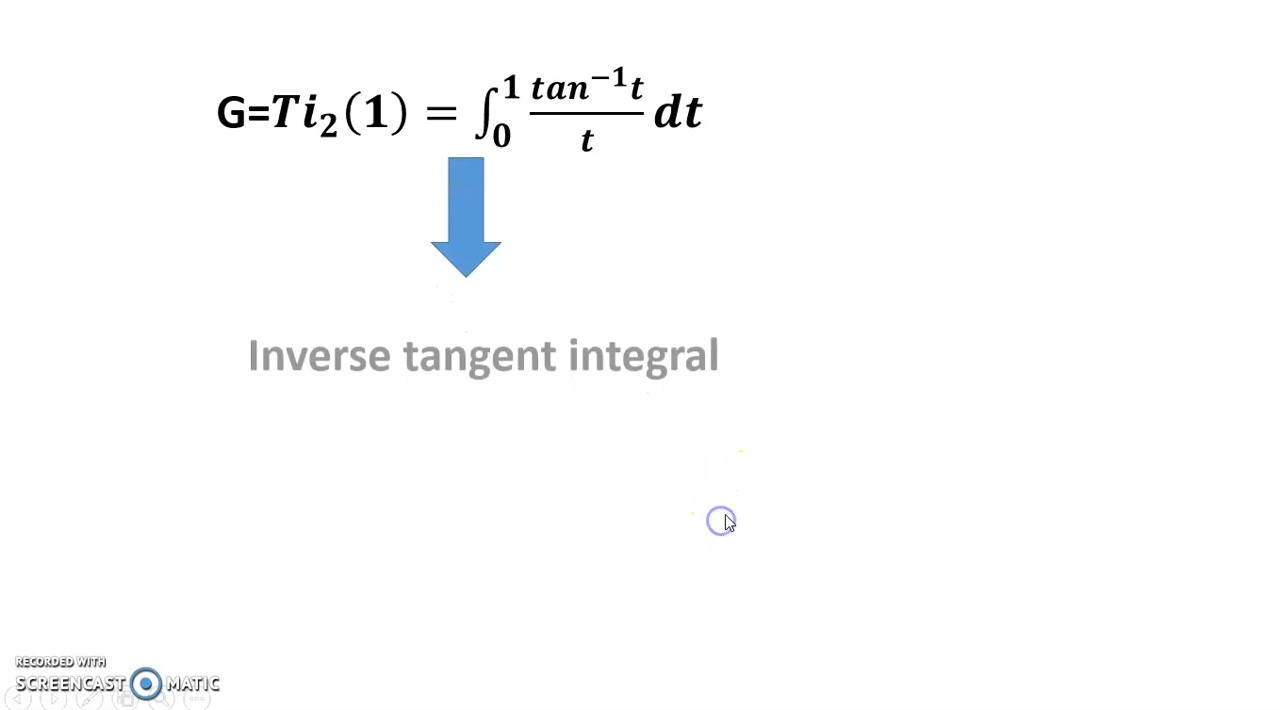 G=Ti₂(1) = ∫₀¹ tan⁻¹t / t dt
Inverse tangent integral
RECORDED WITH
SCREENCAST MATIC